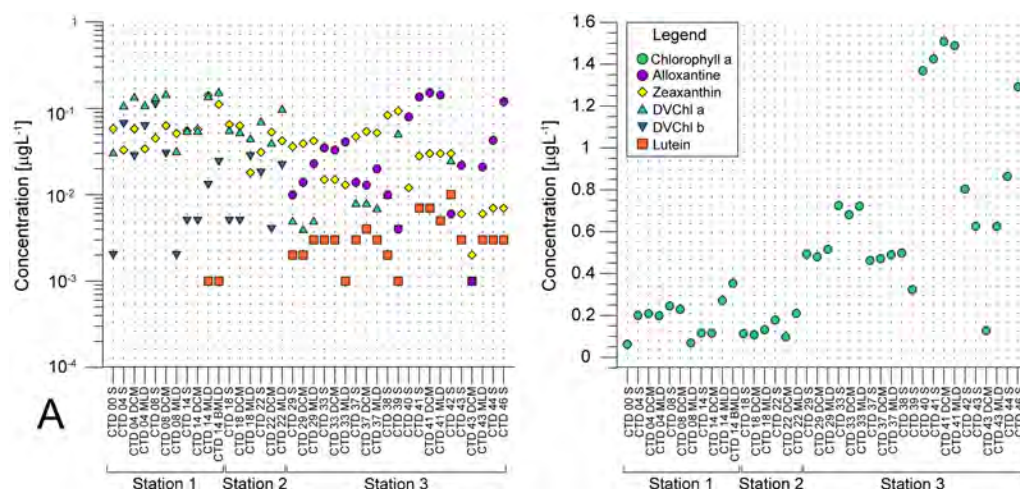 Concentration [µgL⁻¹]
1
10⁻¹
10⁻²
10⁻³
10⁻⁴
CTD 00 S
CTD 04 S
CTD 04 DCM
CTD 04 MLD
CTD 08 S
CTD 08 DCM
CTD 08 MLD
CTD 14 S
CTD 14 DCM
CTD 14 MLD
CTD 14 BMLD
CTD 18 S
CTD 18 DCM
CTD 18 MLD
CTD 22 S
CTD 22 DCM
CTD 22 MLD
CTD 29 S
CTD 29 DCM
CTD 29 MLD
CTD 33 S
CTD 33 DCM
CTD 33 MLD
CTD 37 S
CTD 37 DCM
CTD 37 MLD
CTD 38 S
CTD 39 S
CTD 40 S
CTD 41 S
CTD 41 DCM
CTD 41 MLD
CTD 42 S
CTD 43 S
CTD 43 DCM
CTD 43 MLD
CTD 44 S
CTD 46 S
Station 1
Station 2
Station 3
A
Concentration [µgL⁻¹]
1.6
1.4
1.2
1
0.8
0.6
0.4
0.2
0
Legend
Chlorophyll a
Alloxantine
Zeaxanthin
DVChl a
DVChl b
Lutein
CTD 00 S
CTD 04 S
CTD 04 DCM
CTD 04 MLD
CTD 08 S
CTD 08 DCM
CTD 08 MLD
CTD 14 S
CTD 14 DCM
CTD 14 MLD
CTD 14 BMLD
CTD 18 S
CTD 18 DCM
CTD 18 MLD
CTD 22 S
CTD 22 DCM
CTD 22 MLD
CTD 29 S
CTD 29 DCM
CTD 29 MLD
CTD 33 S
CTD 33 DCM
CTD 33 MLD
CTD 37 S
CTD 37 DCM
CTD 37 MLD
CTD 38 S
CTD 39 S
CTD 40 S
CTD 41 S
CTD 41 DCM
CTD 41 MLD
CTD 42 S
CTD 43 S
CTD 43 DCM
CTD 43 MLD
CTD 44 S
CTD 46 S
Station 1
Station 2
Station 3